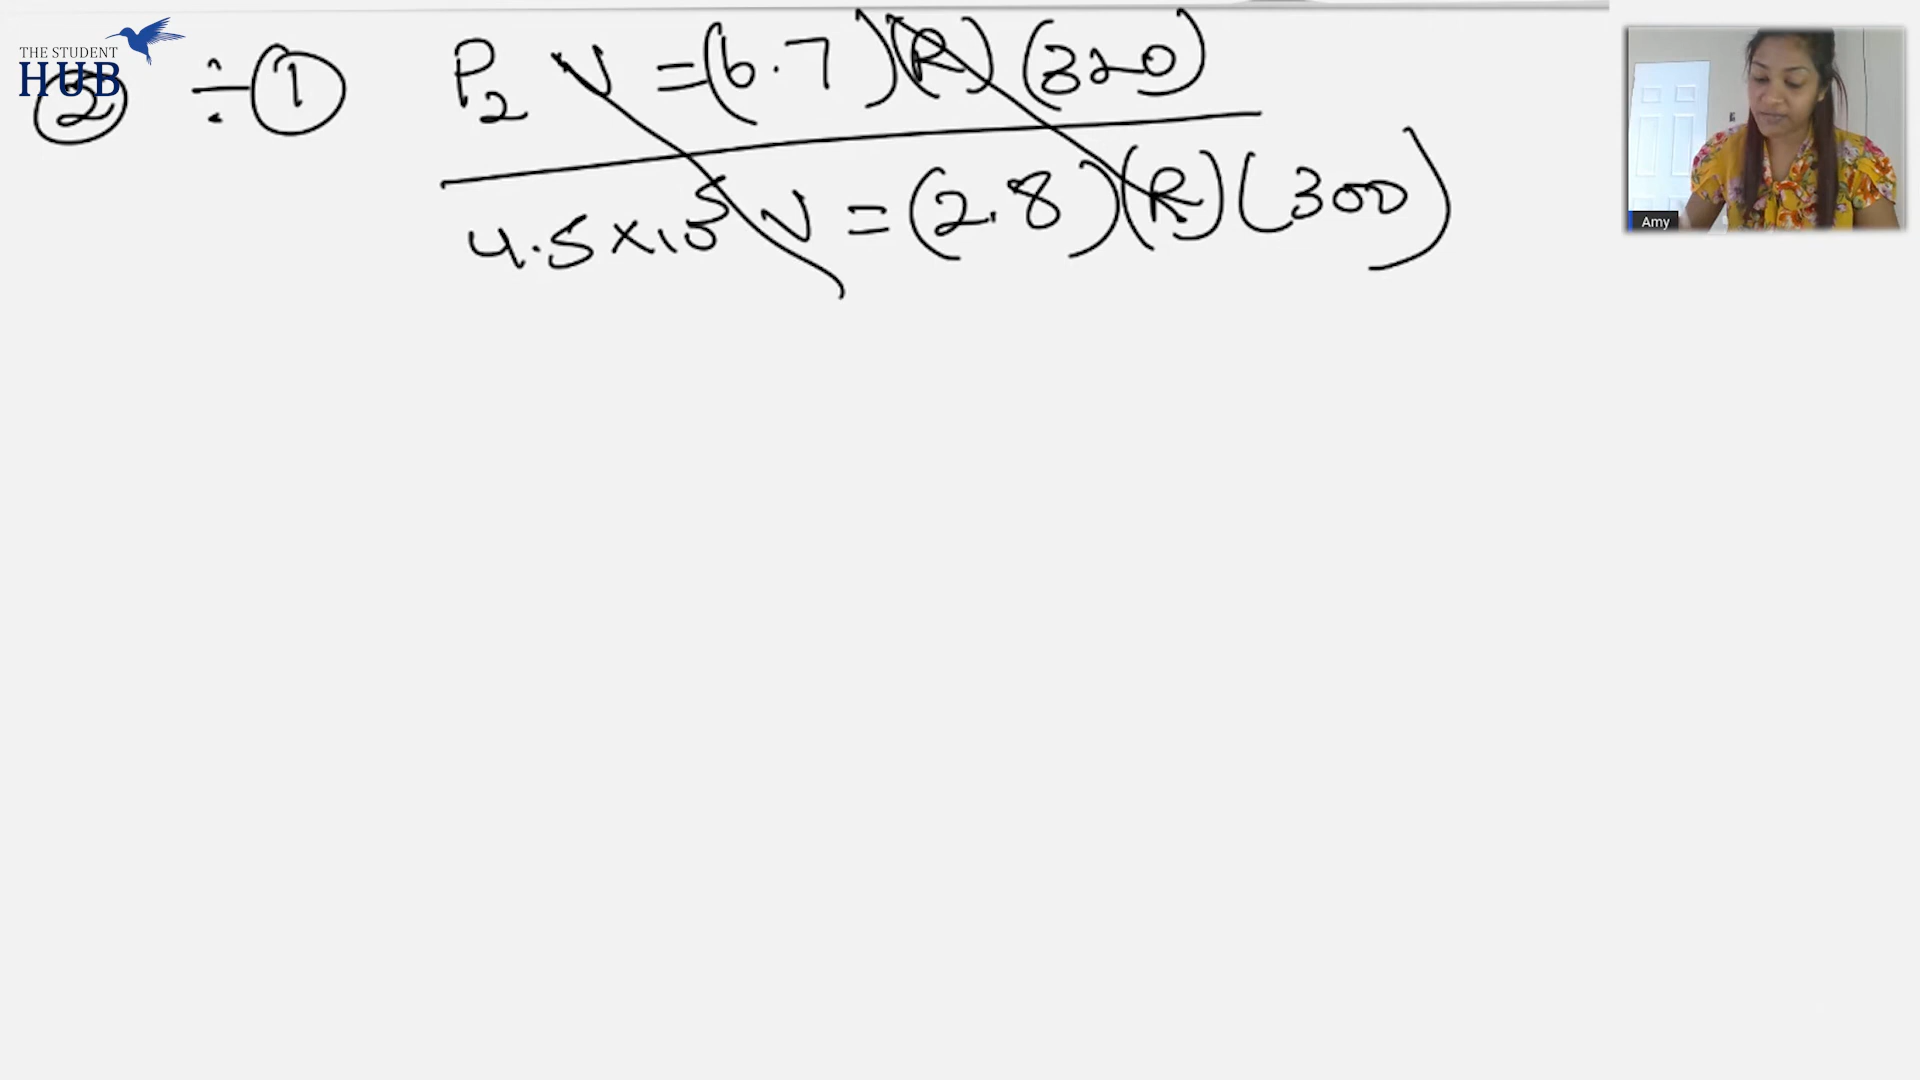 THE STUDENT
HUB
② ÷ ① P₂ V = (6.7)(R)(320)
4.5×10⁵ V = (2.8)(R)(300)
Amy